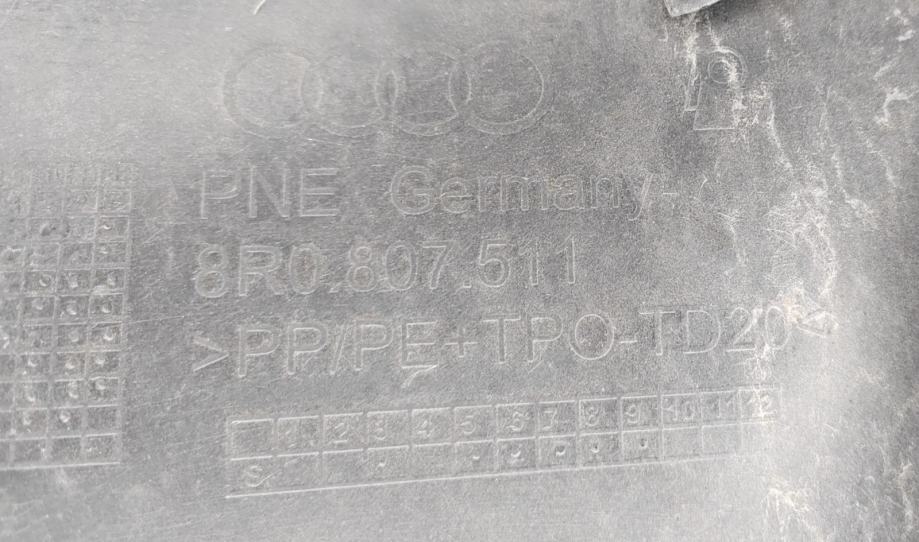 PNE Germany
8R0.807.511
>PP/PE+TPO-TD20<
1 2 3 4 5 6 7 8 9 10 11 12
S